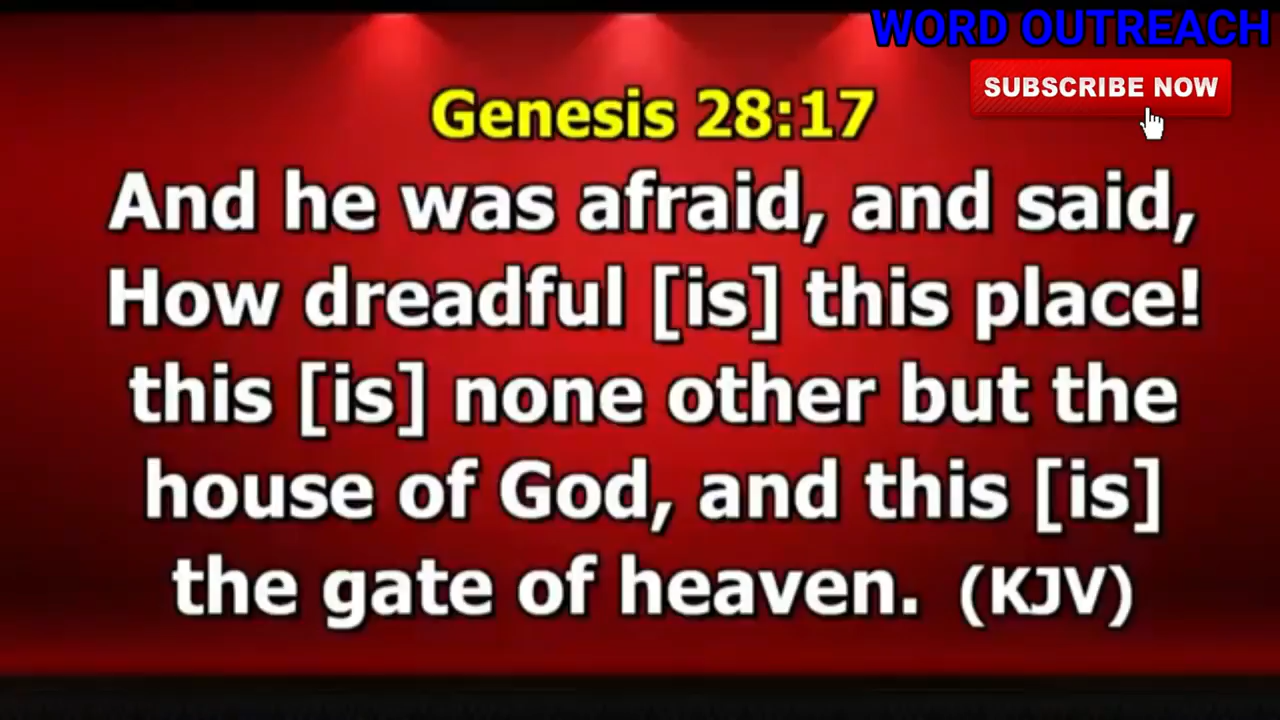 WORD OUTREACH
SUBSCRIBE NOW
Genesis 28:17
And he was afraid, and said,
How dreadful [is] this place!
this [is] none other but the
house of God, and this [is]
the gate of heaven. (KJV)